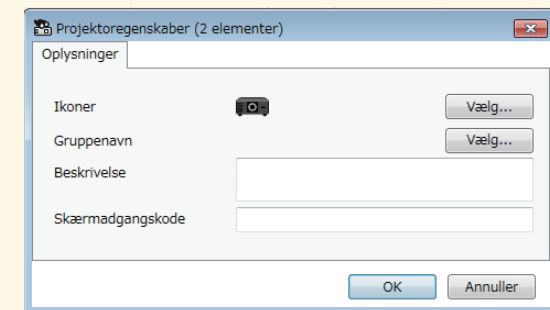 Projektoregenskaber (2 elementer)
Oplysninger
Ikoner Vælg...
Gruppenavn Vælg...
Beskrivelse
Skærmadgangskode
OK Annuller